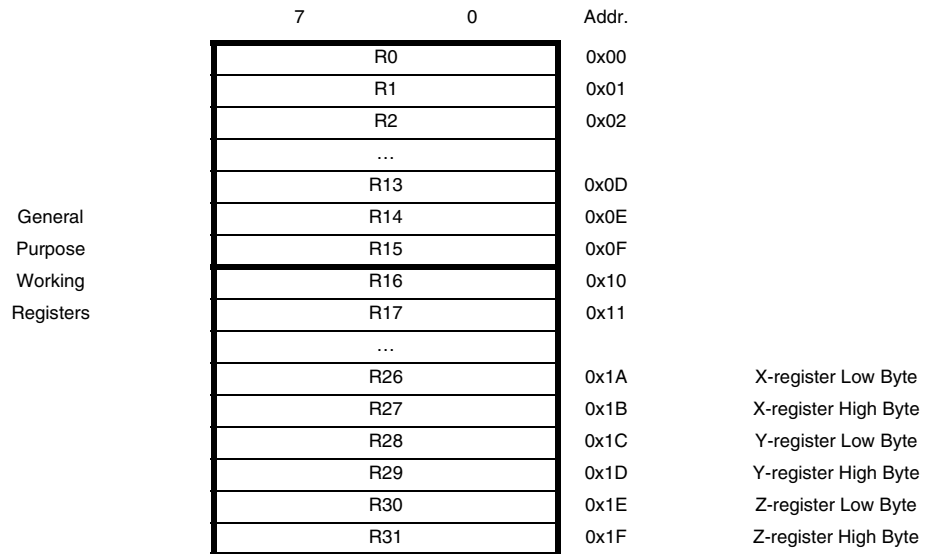 7 0 Addr.
R0 0x00
R1 0x01
R2 0x02
…
R13 0x0D
General R14 0x0E
Purpose R15 0x0F
Working R16 0x10
Registers R17 0x11
…
R26 0x1A X-register Low Byte
R27 0x1B X-register High Byte
R28 0x1C Y-register Low Byte
R29 0x1D Y-register High Byte
R30 0x1E Z-register Low Byte
R31 0x1F Z-register High Byte